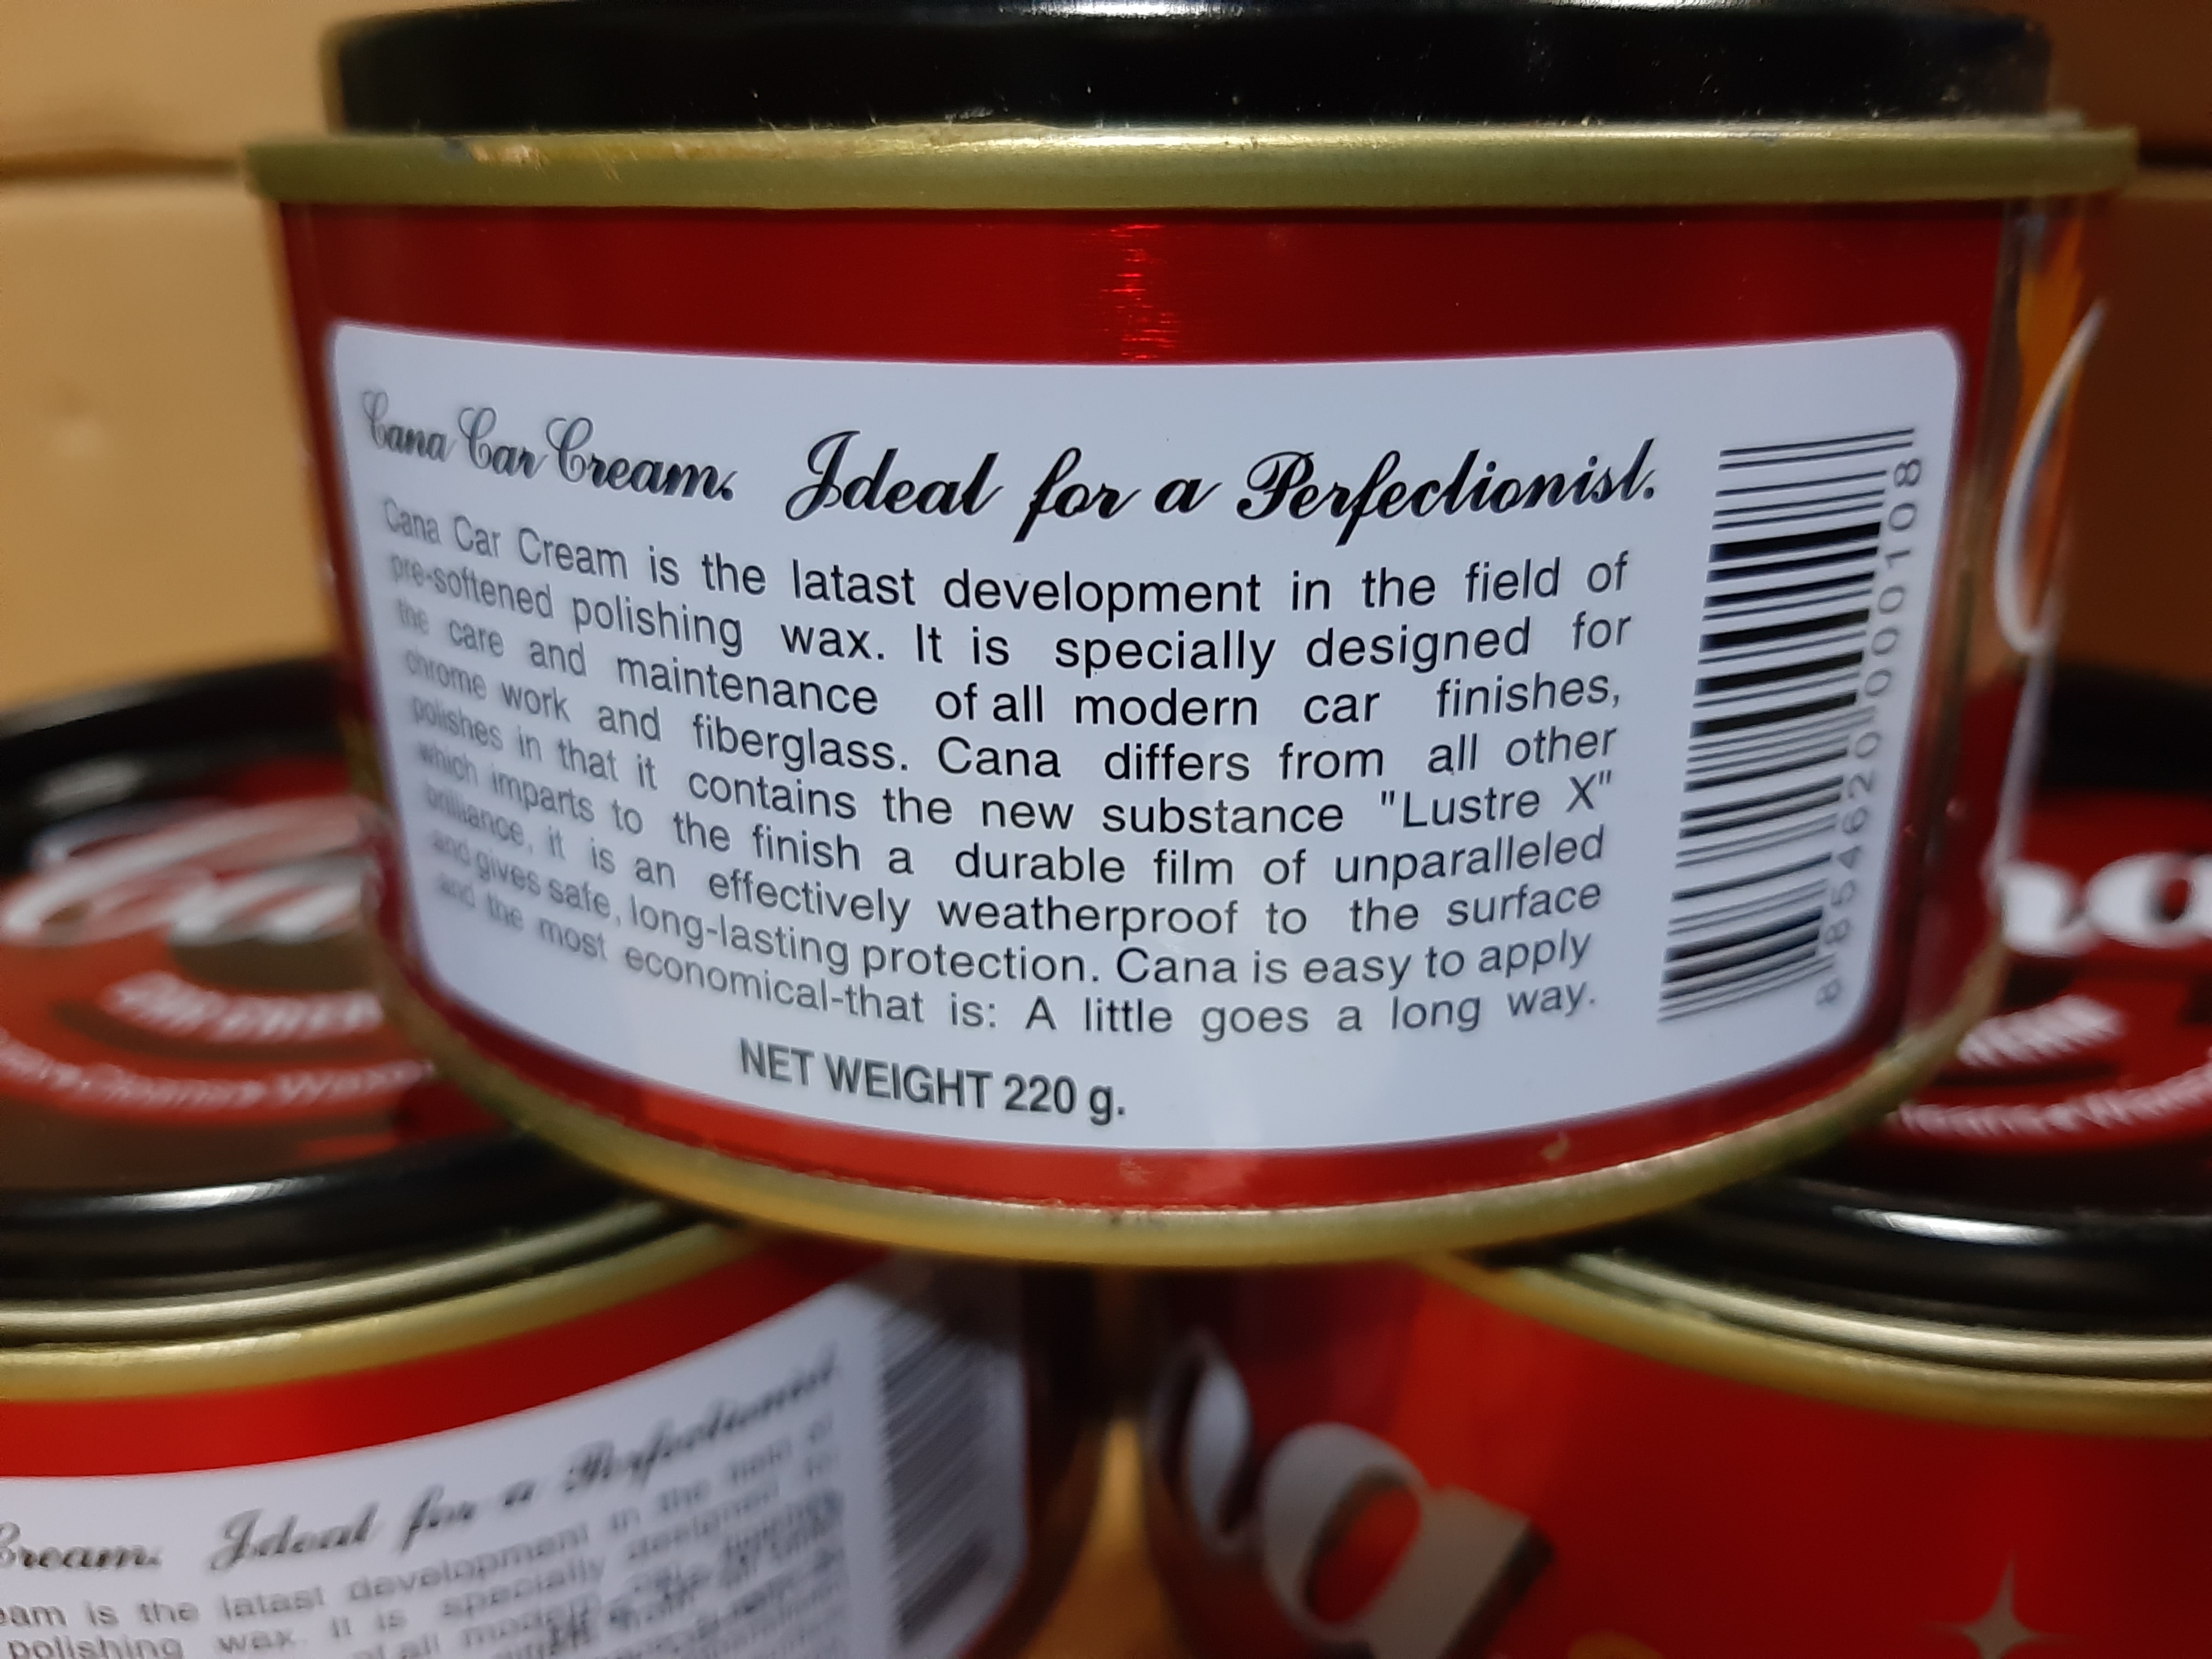 Cana Car Cream. Ideal for a Perfectionist.
Cana Car Cream is the latast development in the field of
pre-softened polishing wax. It is specially designed for
the care and maintenance of all modern car finishes,
chrome work and fiberglass. Cana differs from all other
polishes in that it contains the new substance "Lustre X"
which imparts to the finish a durable film of unparalleled
brilliance, it is an effectively weatherproof to the surface
and gives safe, long-lasting protection. Cana is easy to apply
and the most economical-that is: A little goes a long way.
NET WEIGHT 220 g.
8 854620 000108
Cream. Ideal for a Perfectionist.
is the latast development in the field of
polishing wax. It is specially designed